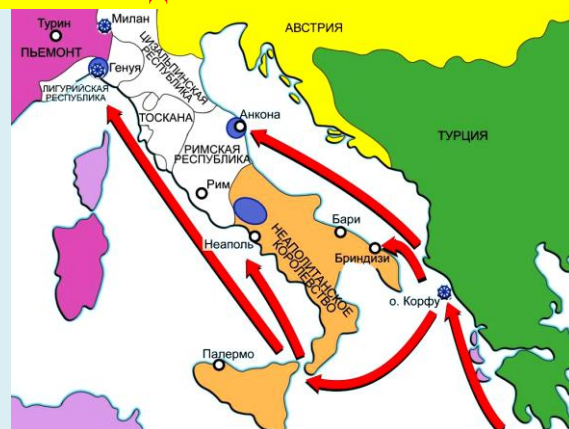 Турин
Милан
АВСТРИЯ
ПЬЕМОНТ
ЦИЗАЛЬПИНСКАЯ
РЕСПУБЛИКА
Генуя
ЛИГУРИЙСКАЯ
РЕСПУБЛИКА
ТОСКАНА
Анкона
ТУРЦИЯ
РИМСКАЯ
РЕСПУБЛИКА
Рим
Бари
Неаполь
Бриндизи
НЕАПОЛИТАНСКОЕ
КОРОЛЕВСТВО
о. Корфу
Палермо